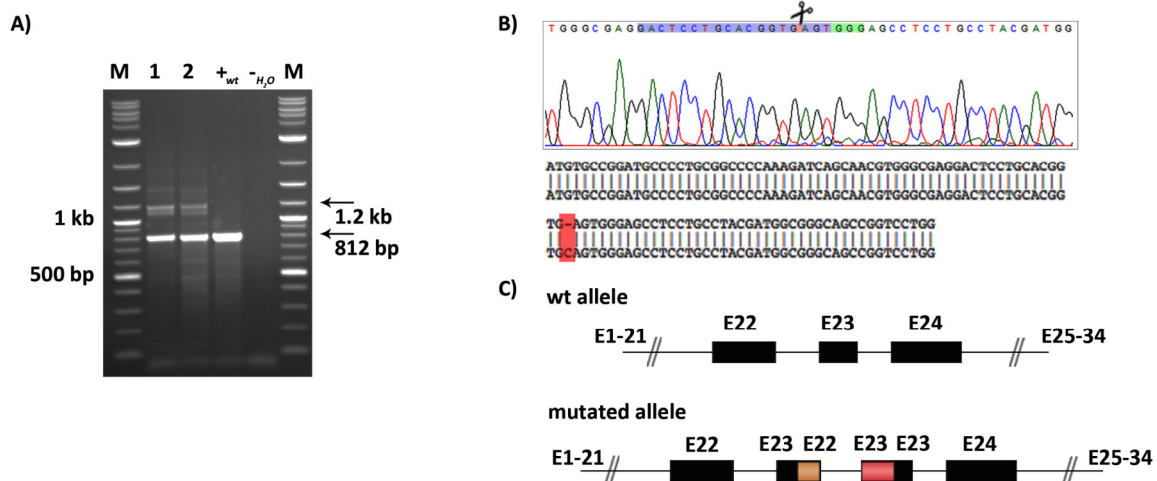 A)
M 1 2 +wt -H2O M
1 kb
500 bp
1.2 kb
812 bp
B)
T G G G C G A G G A C T C C T G C A C G G T G A G T G G G A G C C T C C T G C C T A C G A T G G
ATGTGCCGGATGCCCCTGCGGCCCCAAAGATCAGCAACGTGGGCGAGGACTCCTGCACGG
ATGTGCCGGATGCCCCTGCGGCCCCAAAGATCAGCAACGTGGGCGAGGACTCCTGCACGG
TG-AGTGGGAGCCTCCTGCCTACGATGGCGGGCAGCCGGTCCTGG
TGCAGTGGGAGCCTCCTGCCTACGATGGCGGGCAGCCGGTCCTGG
C)
wt allele
E1-21 E22 E23 E24 E25-34
mutated allele
E1-21 E22 E23 E22 E23 E23 E24 E25-34